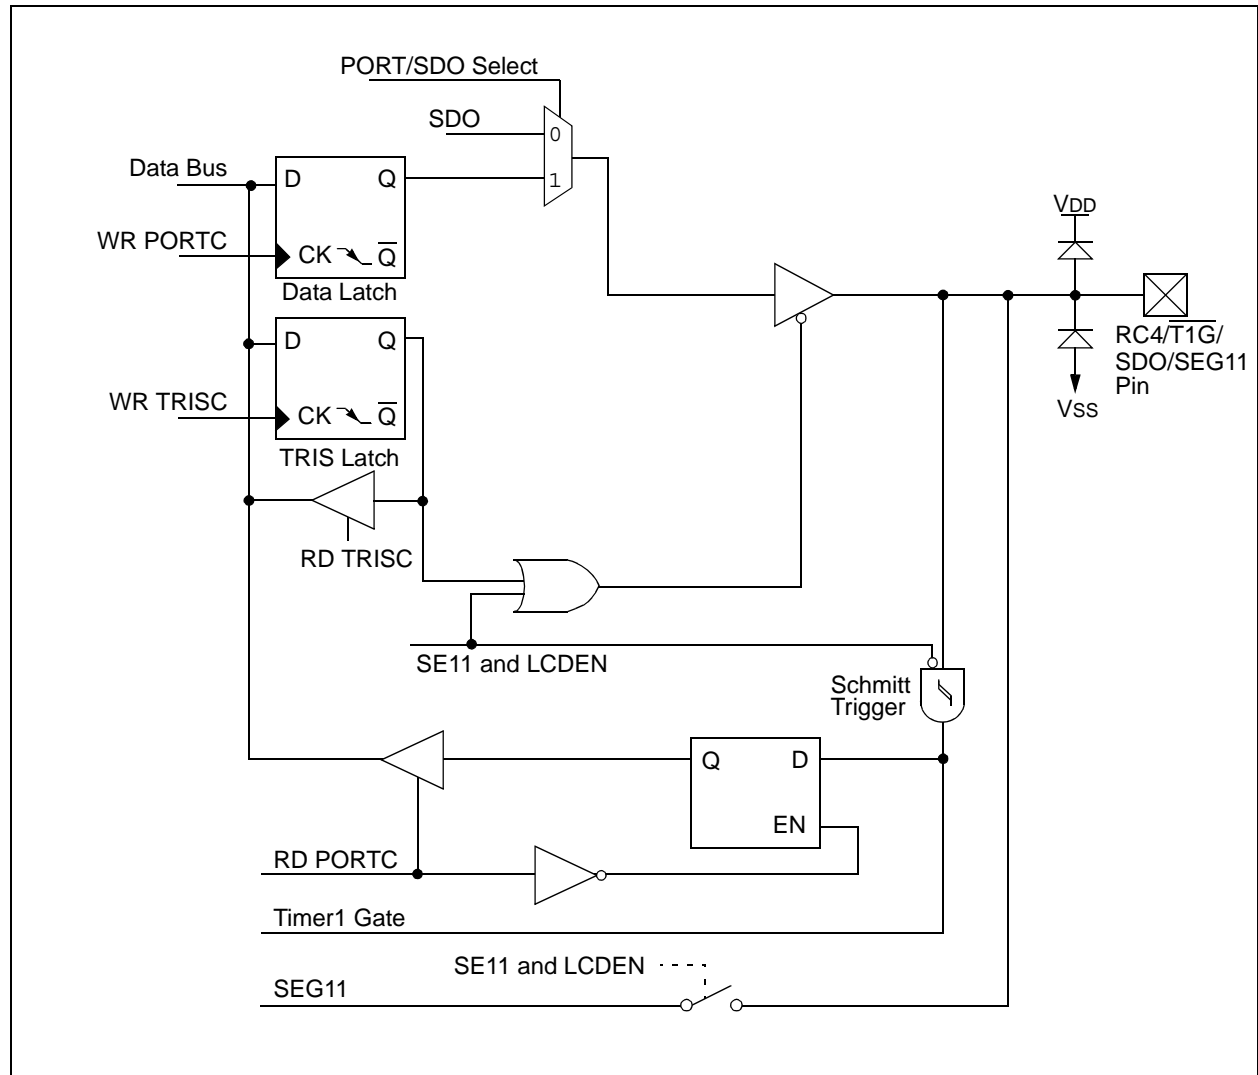 PORT/SDO Select
SDO
0
Data Bus
D Q
1
VDD
WR PORTC
CK Q̅
Data Latch
D Q
RC4/T̅1̅G̅/
SDO/SEG11
Pin
WR TRISC
CK Q̅
VSS
TRIS Latch
RD TRISC
SE11 and LCDEN
Schmitt
Trigger
Q D
EN
RD PORTC
Timer1 Gate
SE11 and LCDEN
SEG11